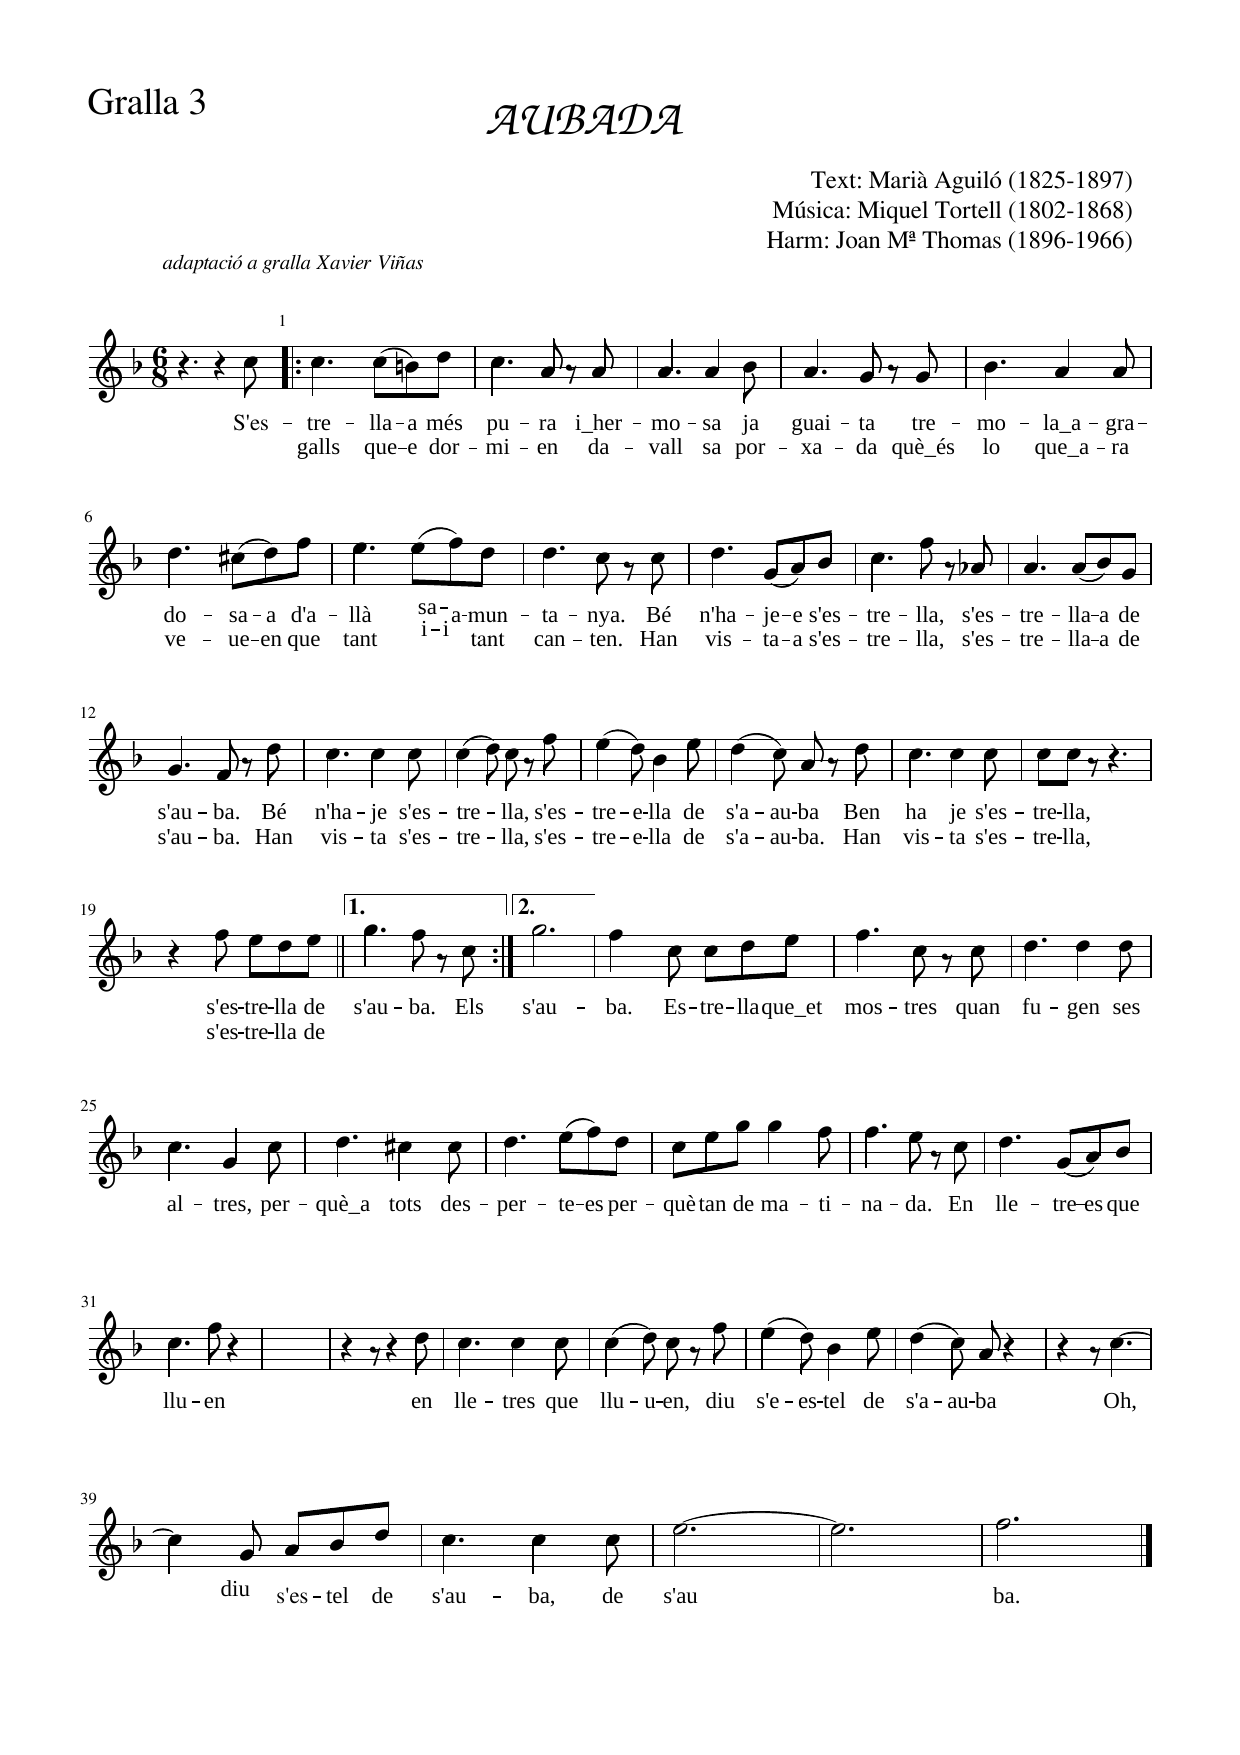 Gralla 3
AUBADA
Text: Marià Aguiló (1825-1897)
Música: Miquel Tortell (1802-1868)
Harm: Joan Mª Thomas (1896-1966)
adaptació a gralla Xavier Viñas
1
S'es – tre – lla – a més pu – ra i_her – mo – sa ja guai – ta tre – mo – la_a – gra –
galls que – e dor – mi – en da – vall sa por – xa – da què_és lo que_a – ra
6
do – sa – a d'a – llà sa – a-mun – ta – nya. Bé n'ha – je – e s'es – tre – lla, s'es – tre – lla – a de
ve – ue – en que tant i – i tant can – ten. Han vis – ta – a s'es – tre – lla, s'es – tre – lla – a de
12
s'au – ba. Bé n'ha – je s'es – tre – lla, s'es – tre – e-lla de s'a – au-ba Ben ha je s'es – tre-lla,
s'au – ba. Han vis – ta s'es – tre – lla, s'es – tre – e-lla de s'a – au-ba. Han vis – ta s'es – tre-lla,
19
1. 2.
s'es-tre-lla de s'au – ba. Els s'au – ba. Es – tre – lla que_et mos – tres quan fu – gen ses
s'es-tre-lla de
25
al – tres, per – què_a tots des – per – te – es per – què tan de ma – ti – na – da. En lle – tre – es que
31
llu – en en lle – tres que llu – u-en, diu s'e – es-tel de s'a – au-ba Oh,
39
diu s'es – tel de s'au – ba, de s'au ba.